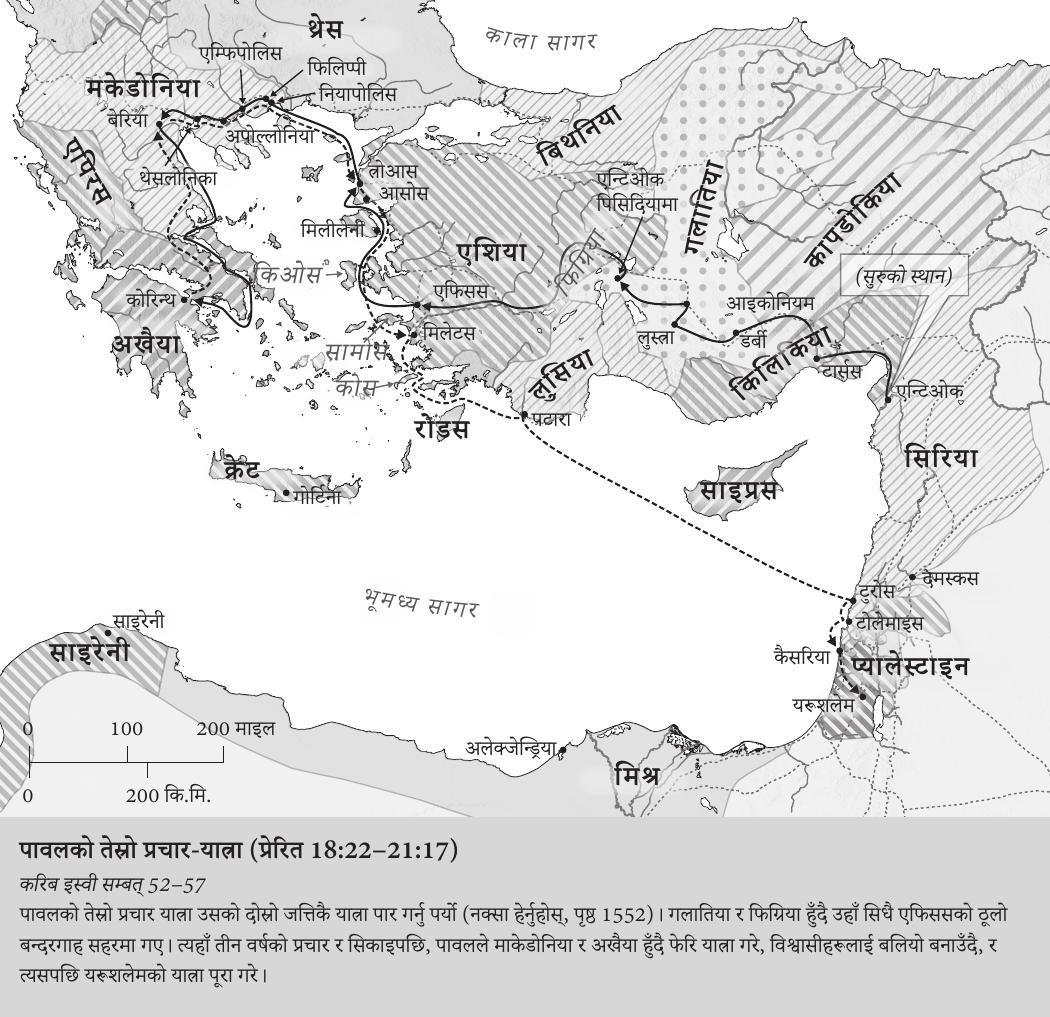 थ्रेस
काला सागर
एम्फिपोलिस
फिलिप्पी
मकेडोनिया
नियापोलिस
बेरिया
अपोल्लोनिया
बिथनिया
एपिरस
थेसलोनिका
त्रोआस
आसोस
एन्टिओक
पिसिदियामा
गलातिया
कापडोकिया
मिलीलेनी
एशिया
फिग्रिया
किओस
(सुरुको स्थान)
एफिसस
कोरिन्थ
आइकोनियम
अखैया
मिलेटस
लुस्त्रा
डर्बी
सामोस
किलिकिया
टार्सस
कोस
लुसिया
एन्टिओक
प्रटारा
रोडस
सिरिया
क्रेट
गोर्टिना
साइप्रस
देमस्कस
टुरोस
भूमध्य सागर
साइरेनी
टोलेमाइस
साइरेनी
कैसरिया
प्यालेस्टाइन
यरूशलेम
0 100 200 माइल
अलेक्जेन्ड्रिया
मिश्र
0 200 कि.मि.
पावलको तेस्रो प्रचार-यात्रा (प्रेरित 18:22–21:17)
करिब इस्वी सम्बत् 52–57
पावलको तेस्रो प्रचार यात्रा उसको दोस्रो जत्तिकै यात्रा पार गर्नु पर्यो (नक्सा हेर्नुहोस्, पृष्ठ 1552)। गलातिया र फिग्रिया हुँदै उहाँ सिधै एफिससको ठूलो
बन्दरगाह सहरमा गए। त्यहाँ तीन वर्षको प्रचार र सिकाइपछि, पावलले माकेडोनिया र अखैया हुँदै फेरि यात्रा गरे, विश्वासीहरूलाई बलियो बनाउँदै, र
त्यसपछि यरूशलेमको यात्रा पूरा गरे।